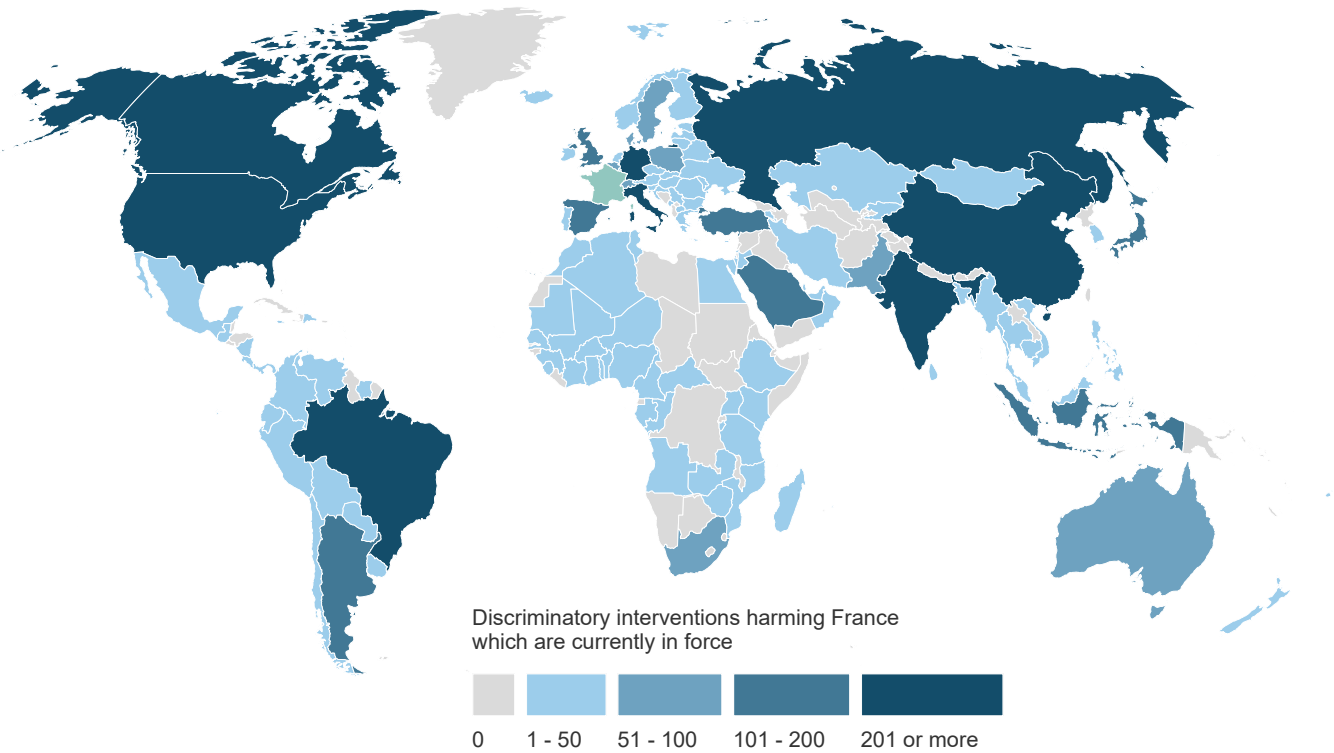 Discriminatory interventions harming France
which are currently in force
0 1 - 50 51 - 100 101 - 200 201 or more